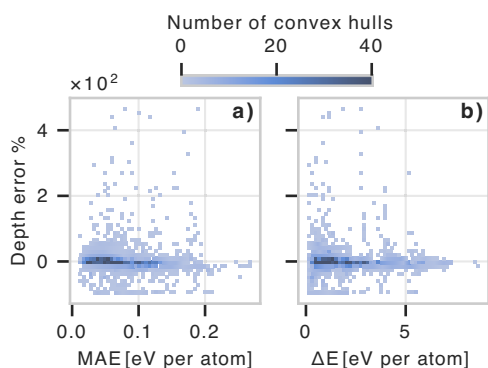 Number of convex hulls
0 20 40
×10²
a) b)
Depth error %
4
2
0
0.0 0.1 0.2 0 5
MAE [eV per atom] ΔE [eV per atom]